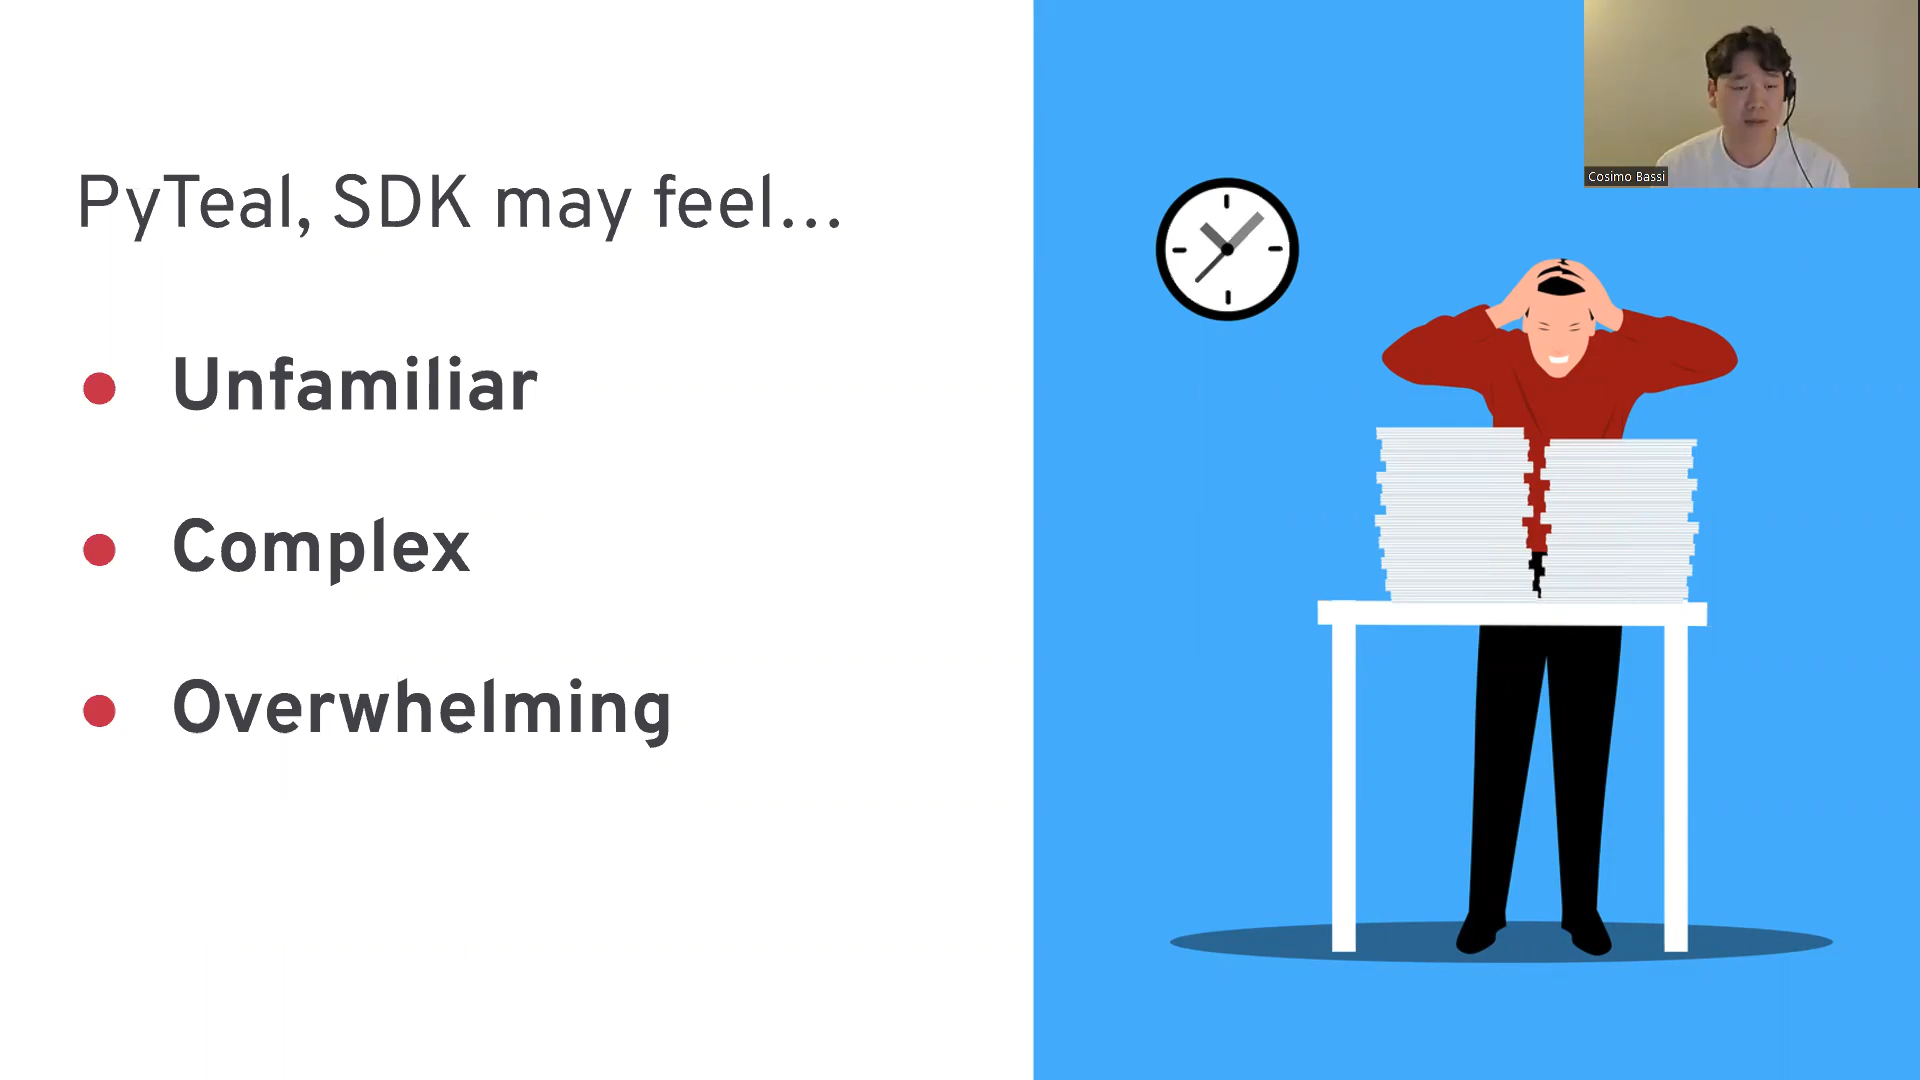 PyTeal, SDK may feel...
● Unfamiliar
● Complex
● Overwhelming
Cosimo Bassi